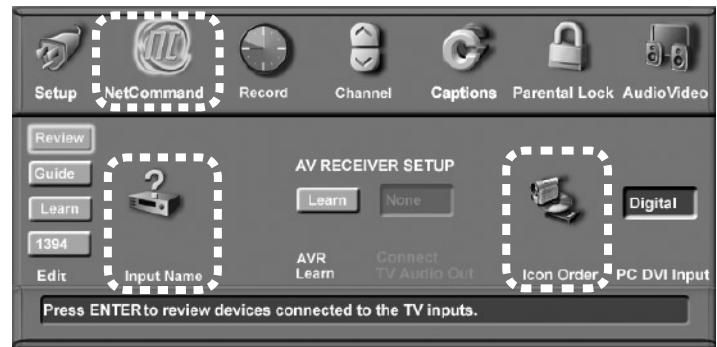 Setup NetCommand Record Channel Captions Parental Lock AudioVideo
Review
Guide
Learn
1394
Edit
Input Name
AV RECEIVER SETUP
Learn None
AVR Learn
Connect TV Audio Out
Icon Order
Digital
PC DVI Input
Press ENTER to review devices connected to the TV inputs.